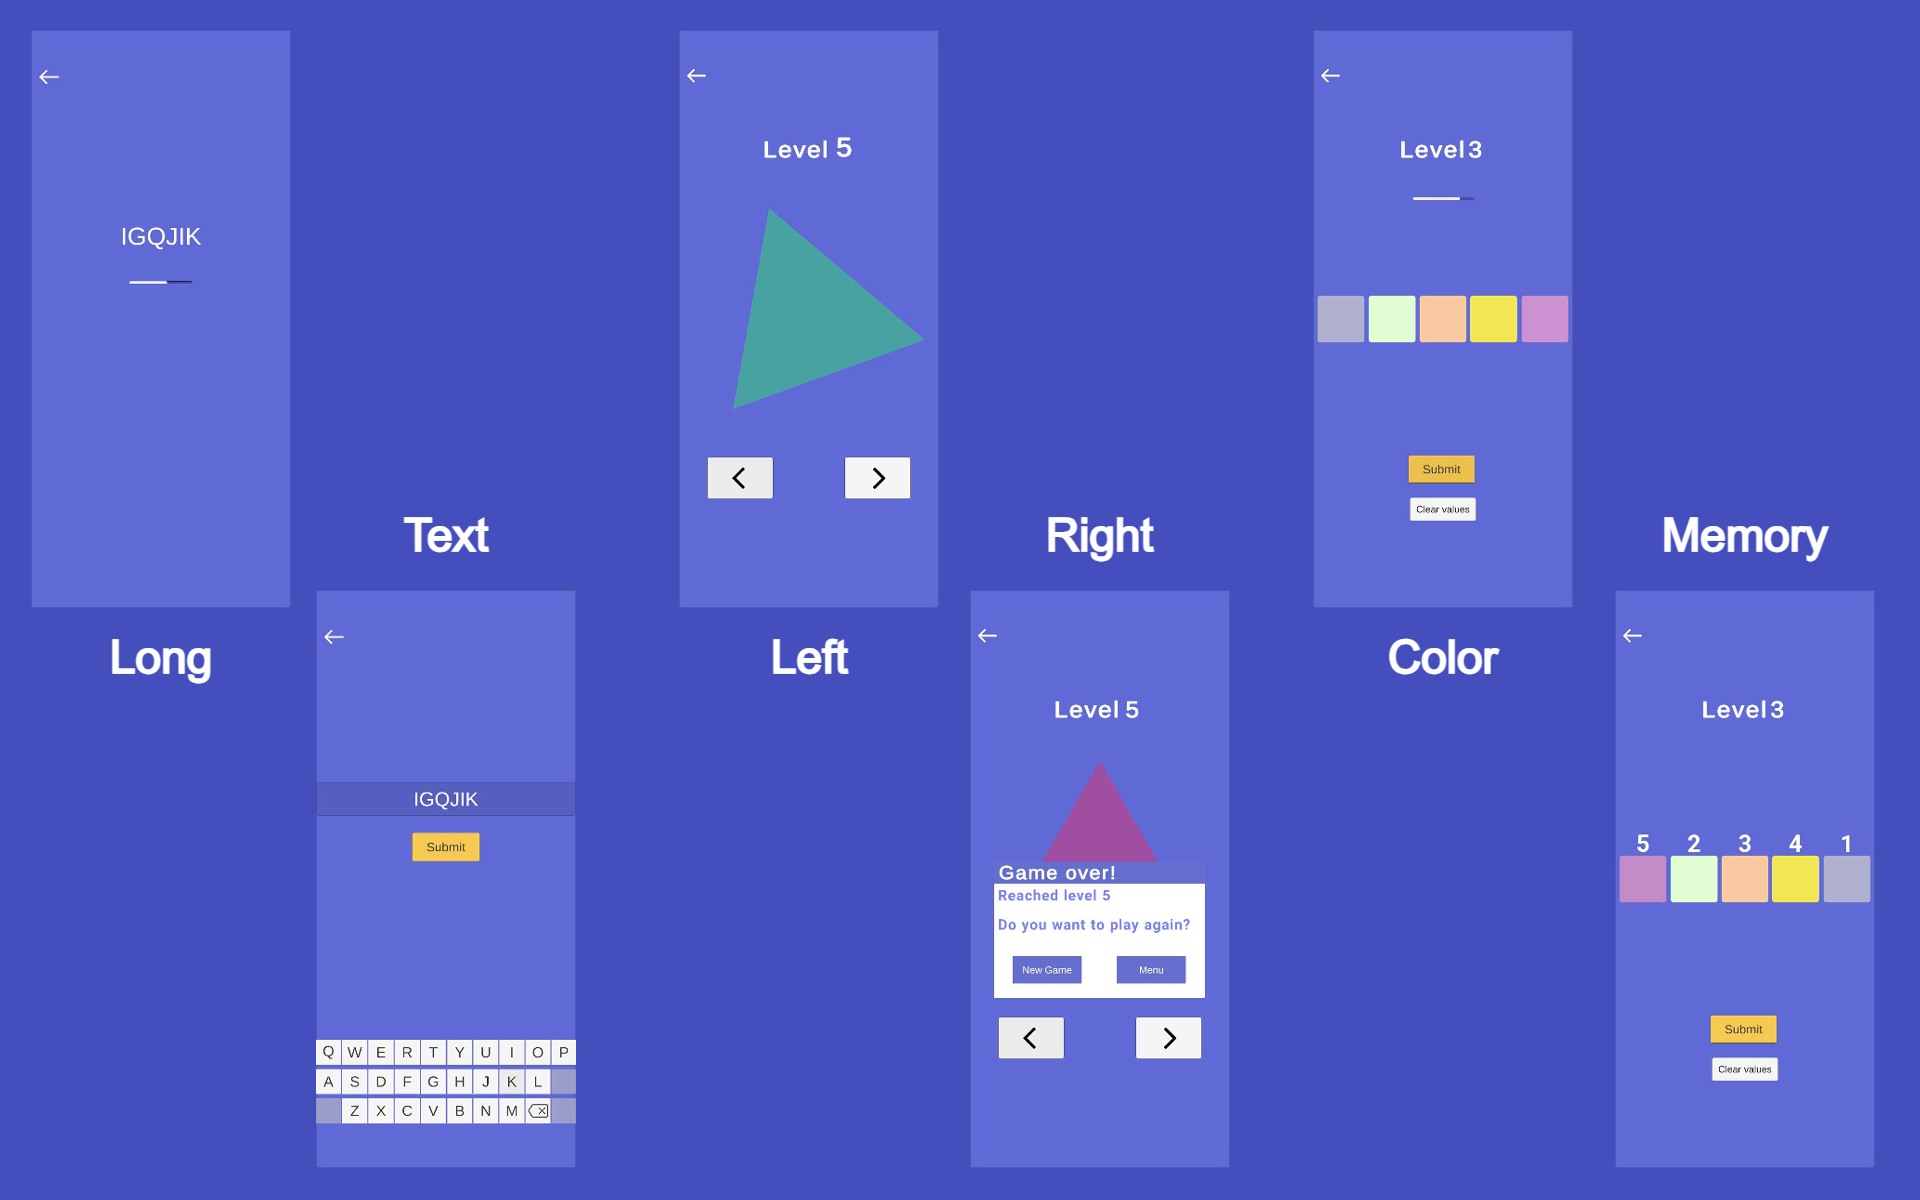 IGQJIK
Long
Text
IGQJIK
Submit
Q W E R T Y U I O P
A S D F G H J K L
Z X C V B N M
Level 5
Left
Right
Level 5
Game over!
Reached level 5
Do you want to play again?
New Game Menu
Level 3
Submit
Clear values
Color
Memory
Level 3
5 2 3 4 1
Submit
Clear values